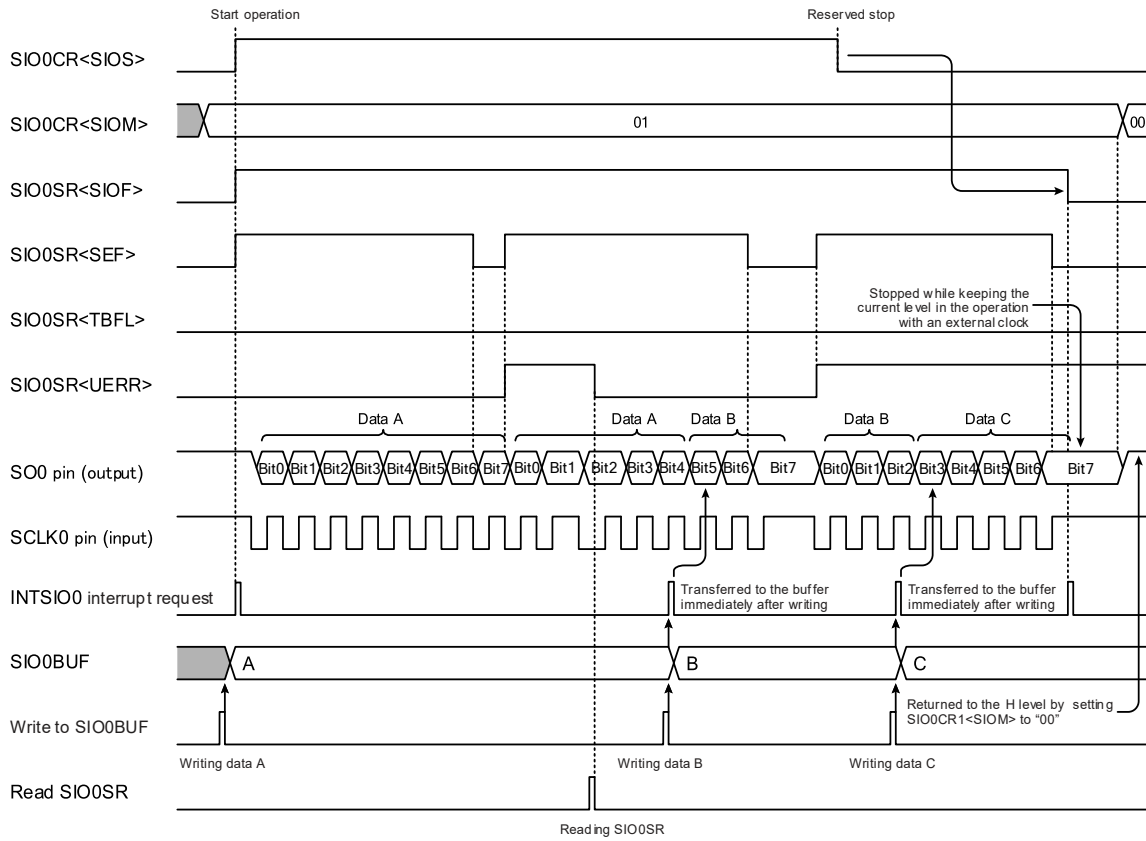 Start operation
Reserved stop
SIO0CR<SIOS>
SIO0CR<SIOM>
01
00
SIO0SR<SIOF>
SIO0SR<SEF>
Stopped while keeping the
current level in the operation
with an external clock
SIO0SR<TBFL>
SIO0SR<UERR>
Data A
Data A
Data B
Data B
Data C
SO0 pin (output)
Bit0 Bit1 Bit2 Bit3 Bit4 Bit5 Bit6 Bit7 Bit0 Bit1 Bit2 Bit3 Bit4 Bit5 Bit6 Bit7 Bit0 Bit1 Bit2 Bit3 Bit4 Bit5 Bit6 Bit7
SCLK0 pin (input)
INTSIO0 interrupt request
Transferred to the buffer
immediately after writing
Transferred to the buffer
immediately after writing
SIO0BUF
A
B
C
Returned to the H level by setting
SIO0CR1<SIOM> to “00”
Write to SIO0BUF
Writing data A
Writing data B
Writing data C
Read SIO0SR
Reading SIO0SR